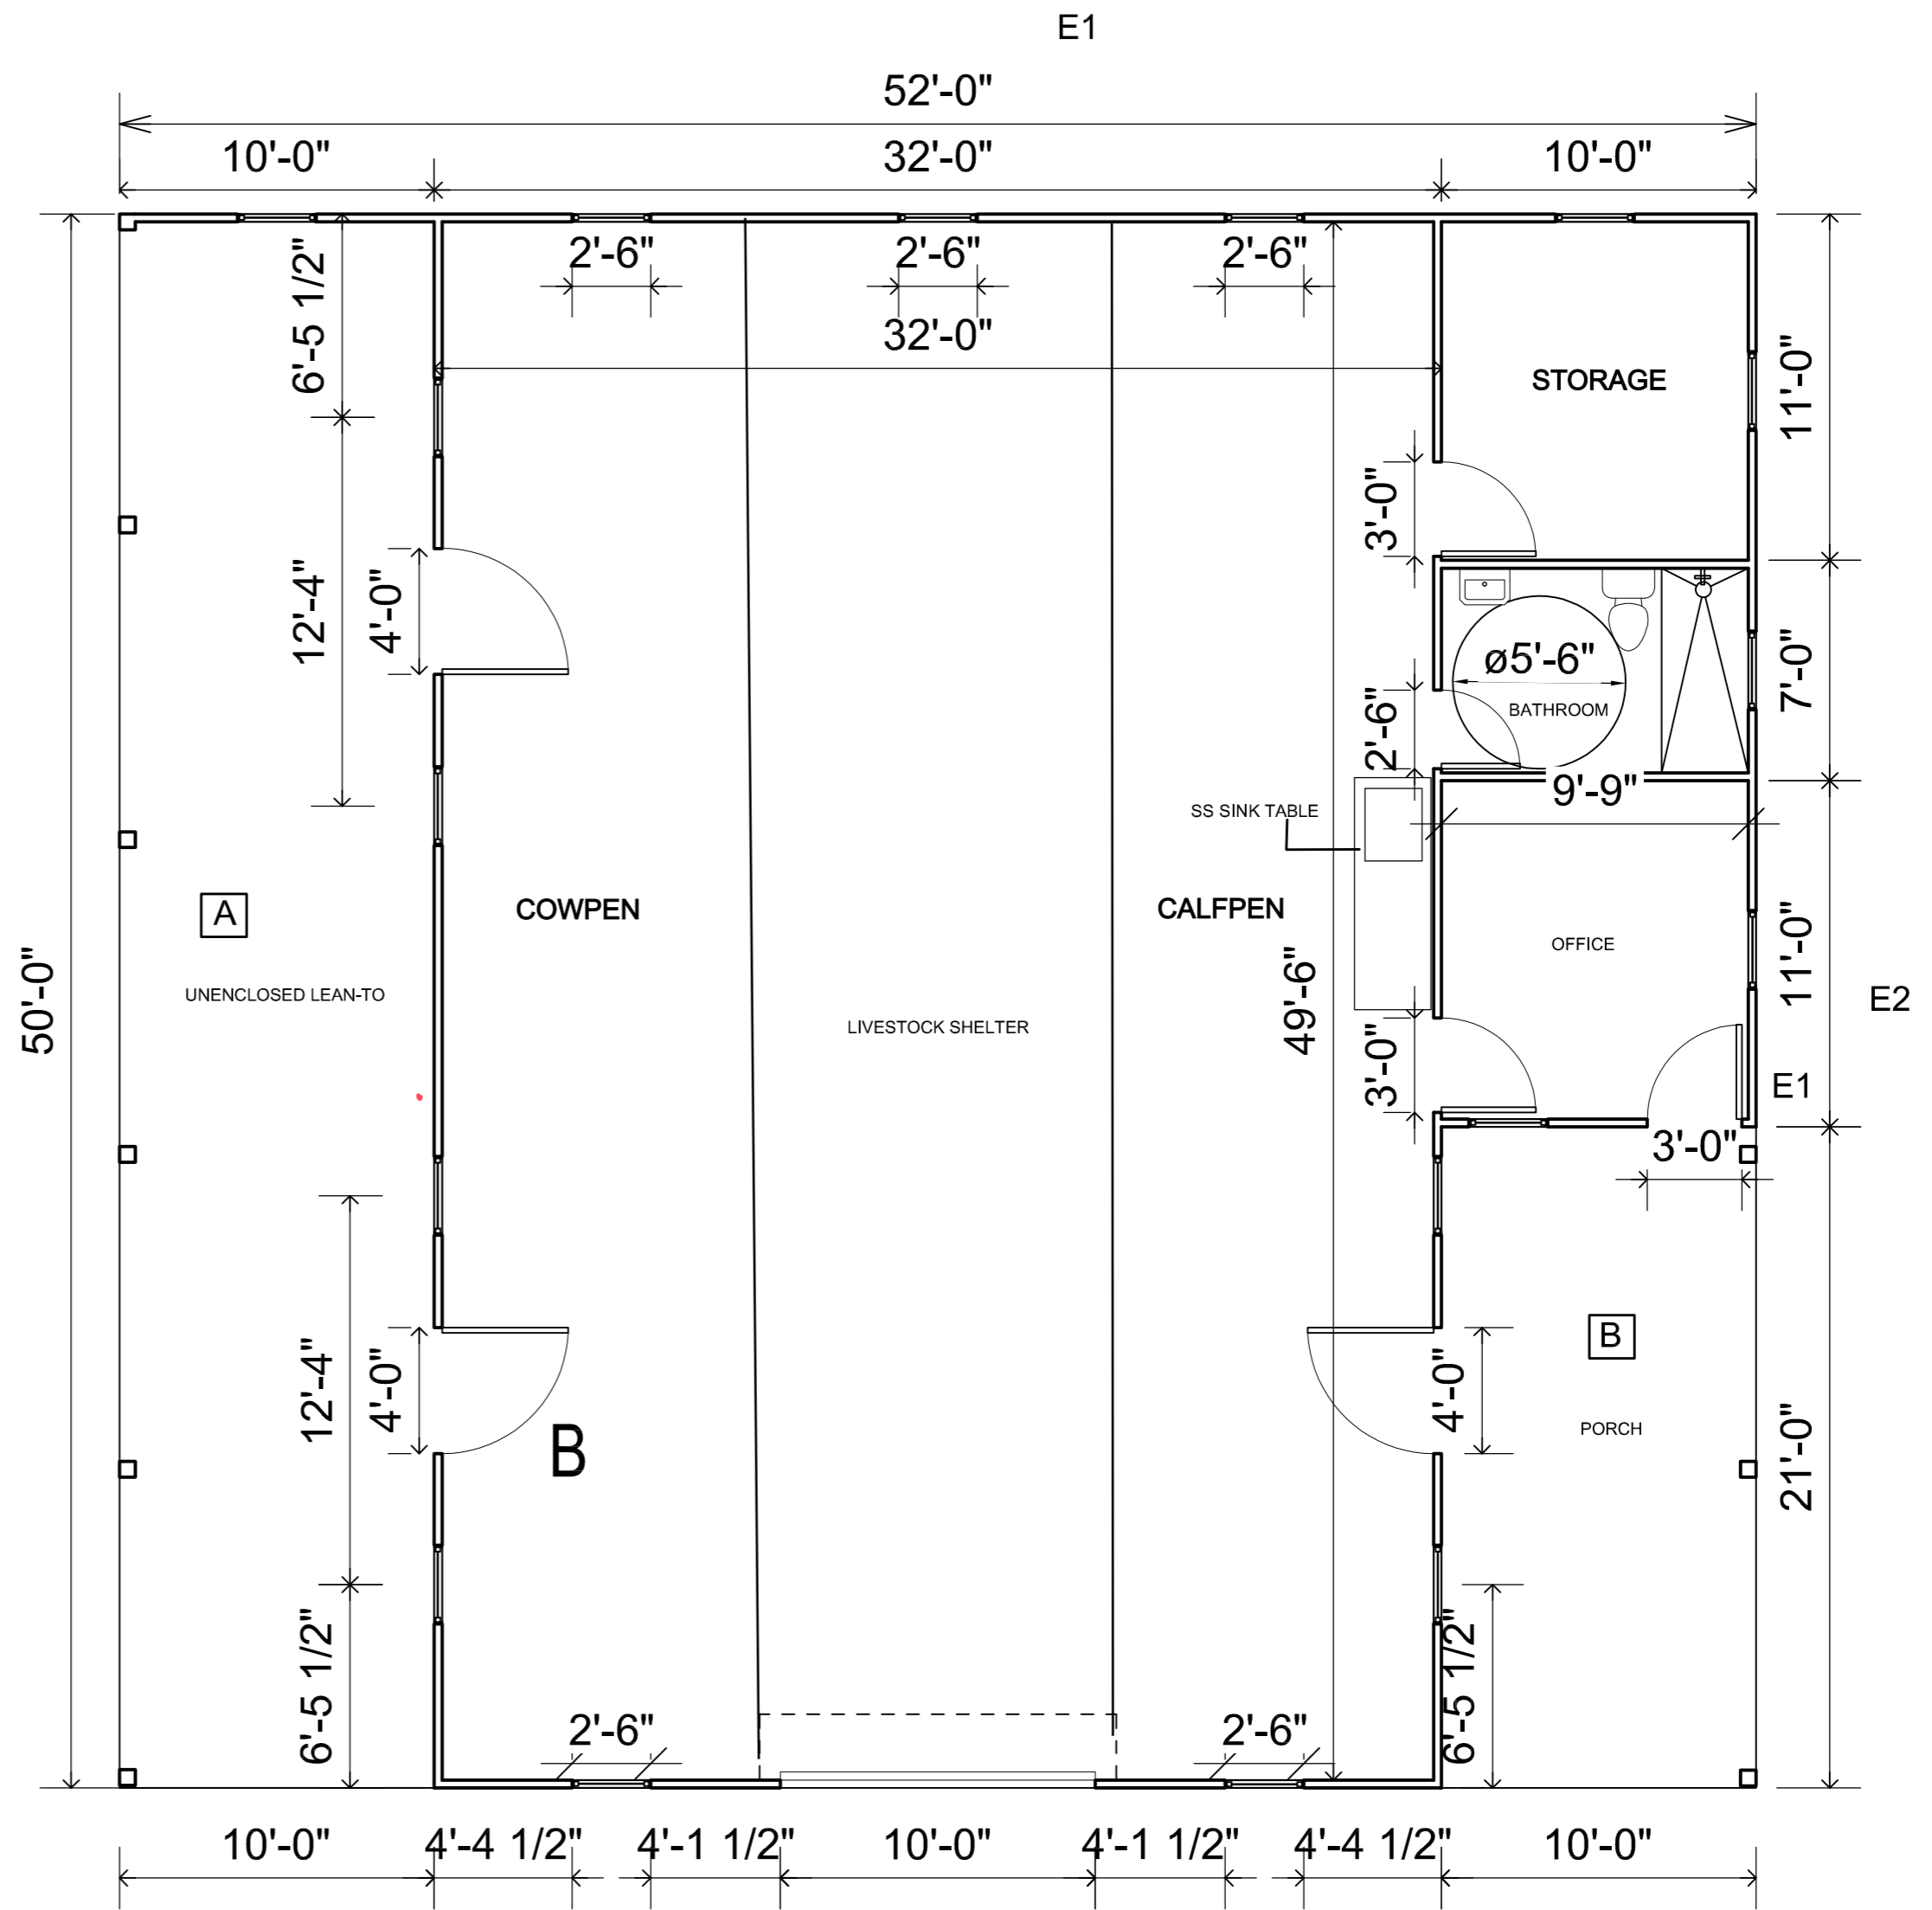 E1
52'-0"
10'-0"
32'-0"
10'-0"
6'-5 1/2"
2'-6"
2'-6"
2'-6"
32'-0"
11'-0"
STORAGE
3'-0"
12'-4"
4'-0"
ø5'-6"
7'-0"
BATHROOM
2'-6"
9'-9"
SS SINK TABLE
A
COWPEN
CALFPEN
OFFICE
11'-0"
50'-0"
UNENCLOSED LEAN-TO
49'-6"
E2
LIVESTOCK SHELTER
3'-0"
E1
3'-0"
B
12'-4"
4'-0"
4'-0"
PORCH
B
21'-0"
6'-5 1/2"
6'-5 1/2"
2'-6"
2'-6"
10'-0"
4'-4 1/2"
4'-1 1/2"
10'-0"
4'-1 1/2"
4'-4 1/2"
10'-0"